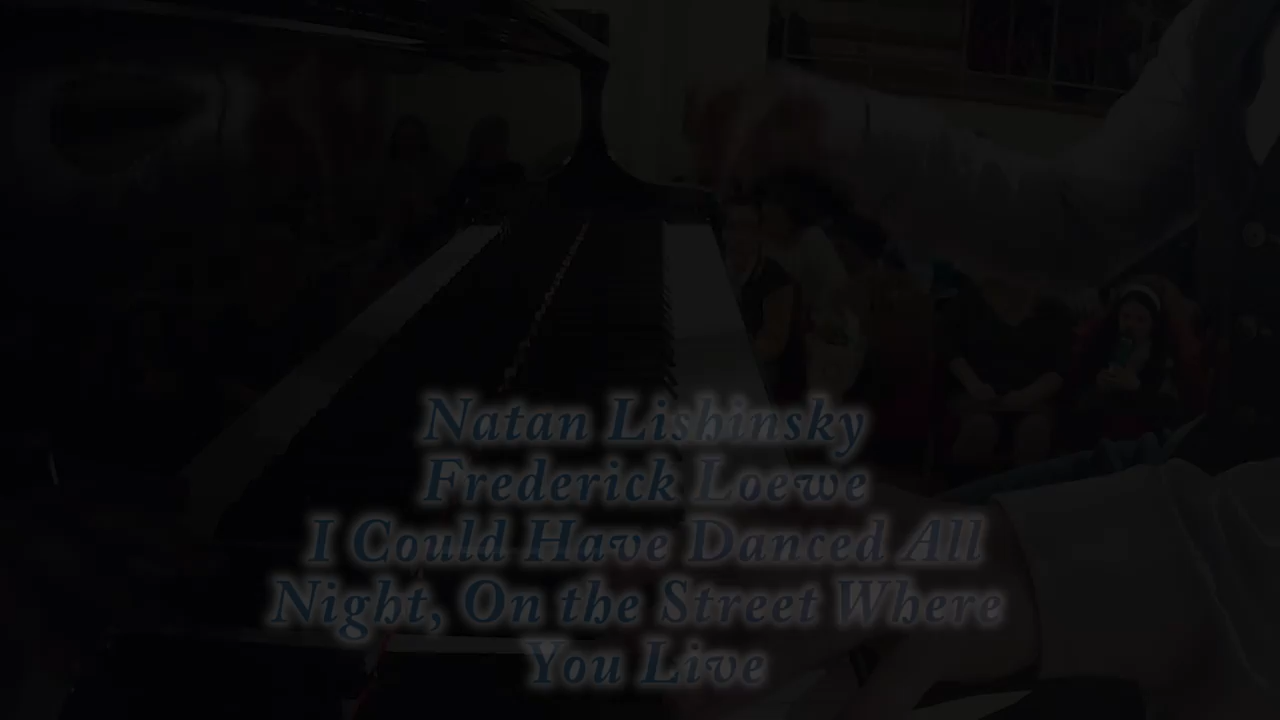 Natan Lishinsky
Frederick Loewe
I Could Have Danced All
Night, On the Street Where
You Live